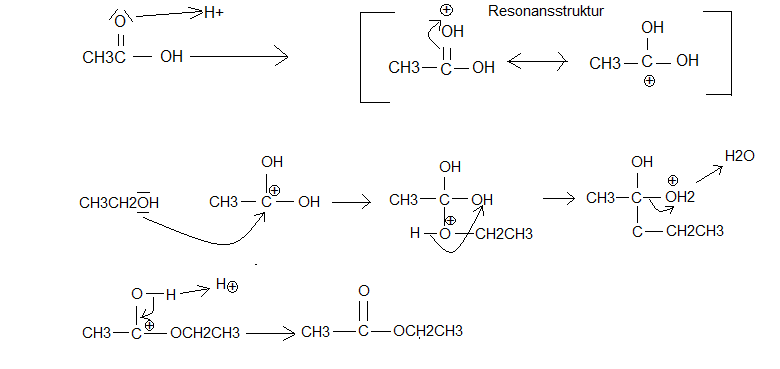 O H+ ⊕ Resonansstruktur
OH OH
CH3C — OH CH3 — C — OH CH3 — C — OH
⊕
OH OH OH H2O
⊕ ⊕
CH3CH2OH CH3 — C — OH CH3 — C — OH CH3 — C — OH2
⊕
H — O — CH2CH3 C — CH2CH3
O — H H⊕ O
⊕
CH3 — C — OCH2CH3 CH3 — C — OCH2CH3